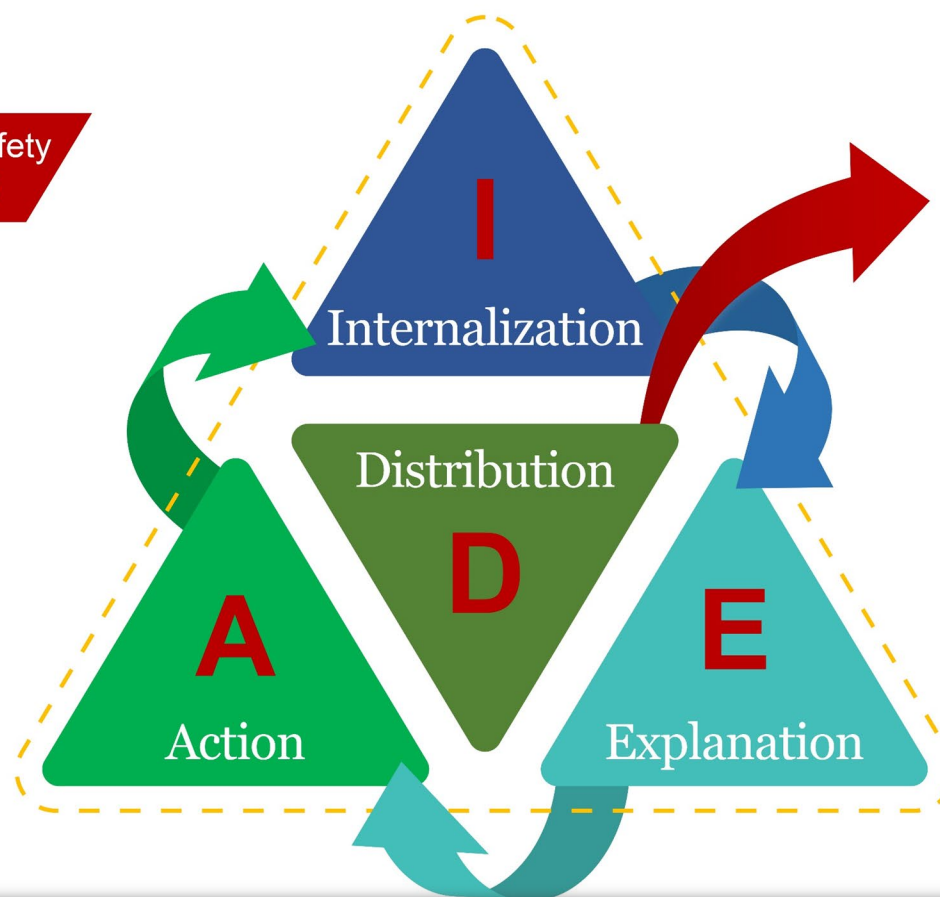 fety
I
Internalization
Distribution
D
A
E
Action
Explanation